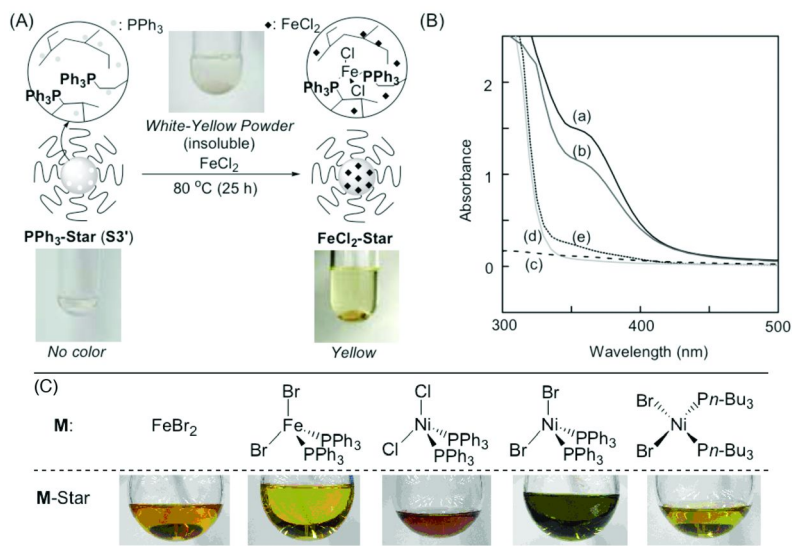 (A)
: PPh3
◆: FeCl2
(B)
Ph3P
Ph3P
Cl
Fe
PPh3
Ph3P
Cl
White-Yellow Powder
(insoluble)
FeCl2
80 °C (25 h)
PPh3-Star (S3')
FeCl2-Star
No color
Yellow
2
1
0
Absorbance
(a)
(b)
(d)
(e)
(c)
300
400
500
Wavelength (nm)
(C)
M:
FeBr2
Br
Fe
Br
PPh3
PPh3
Cl
Ni
Cl
PPh3
PPh3
Br
Ni
Br
PPh3
PPh3
Br
Pn-Bu3
Ni
Br
Pn-Bu3
M-Star